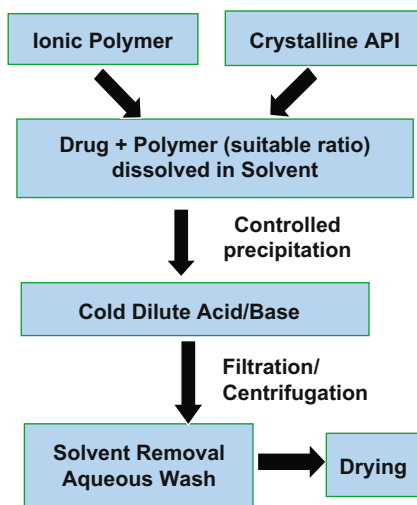 Ionic Polymer
Crystalline API
Drug + Polymer (suitable ratio)
dissolved in Solvent
Controlled
precipitation
Cold Dilute Acid/Base
Filtration/
Centrifugation
Solvent Removal
Aqueous Wash
Drying